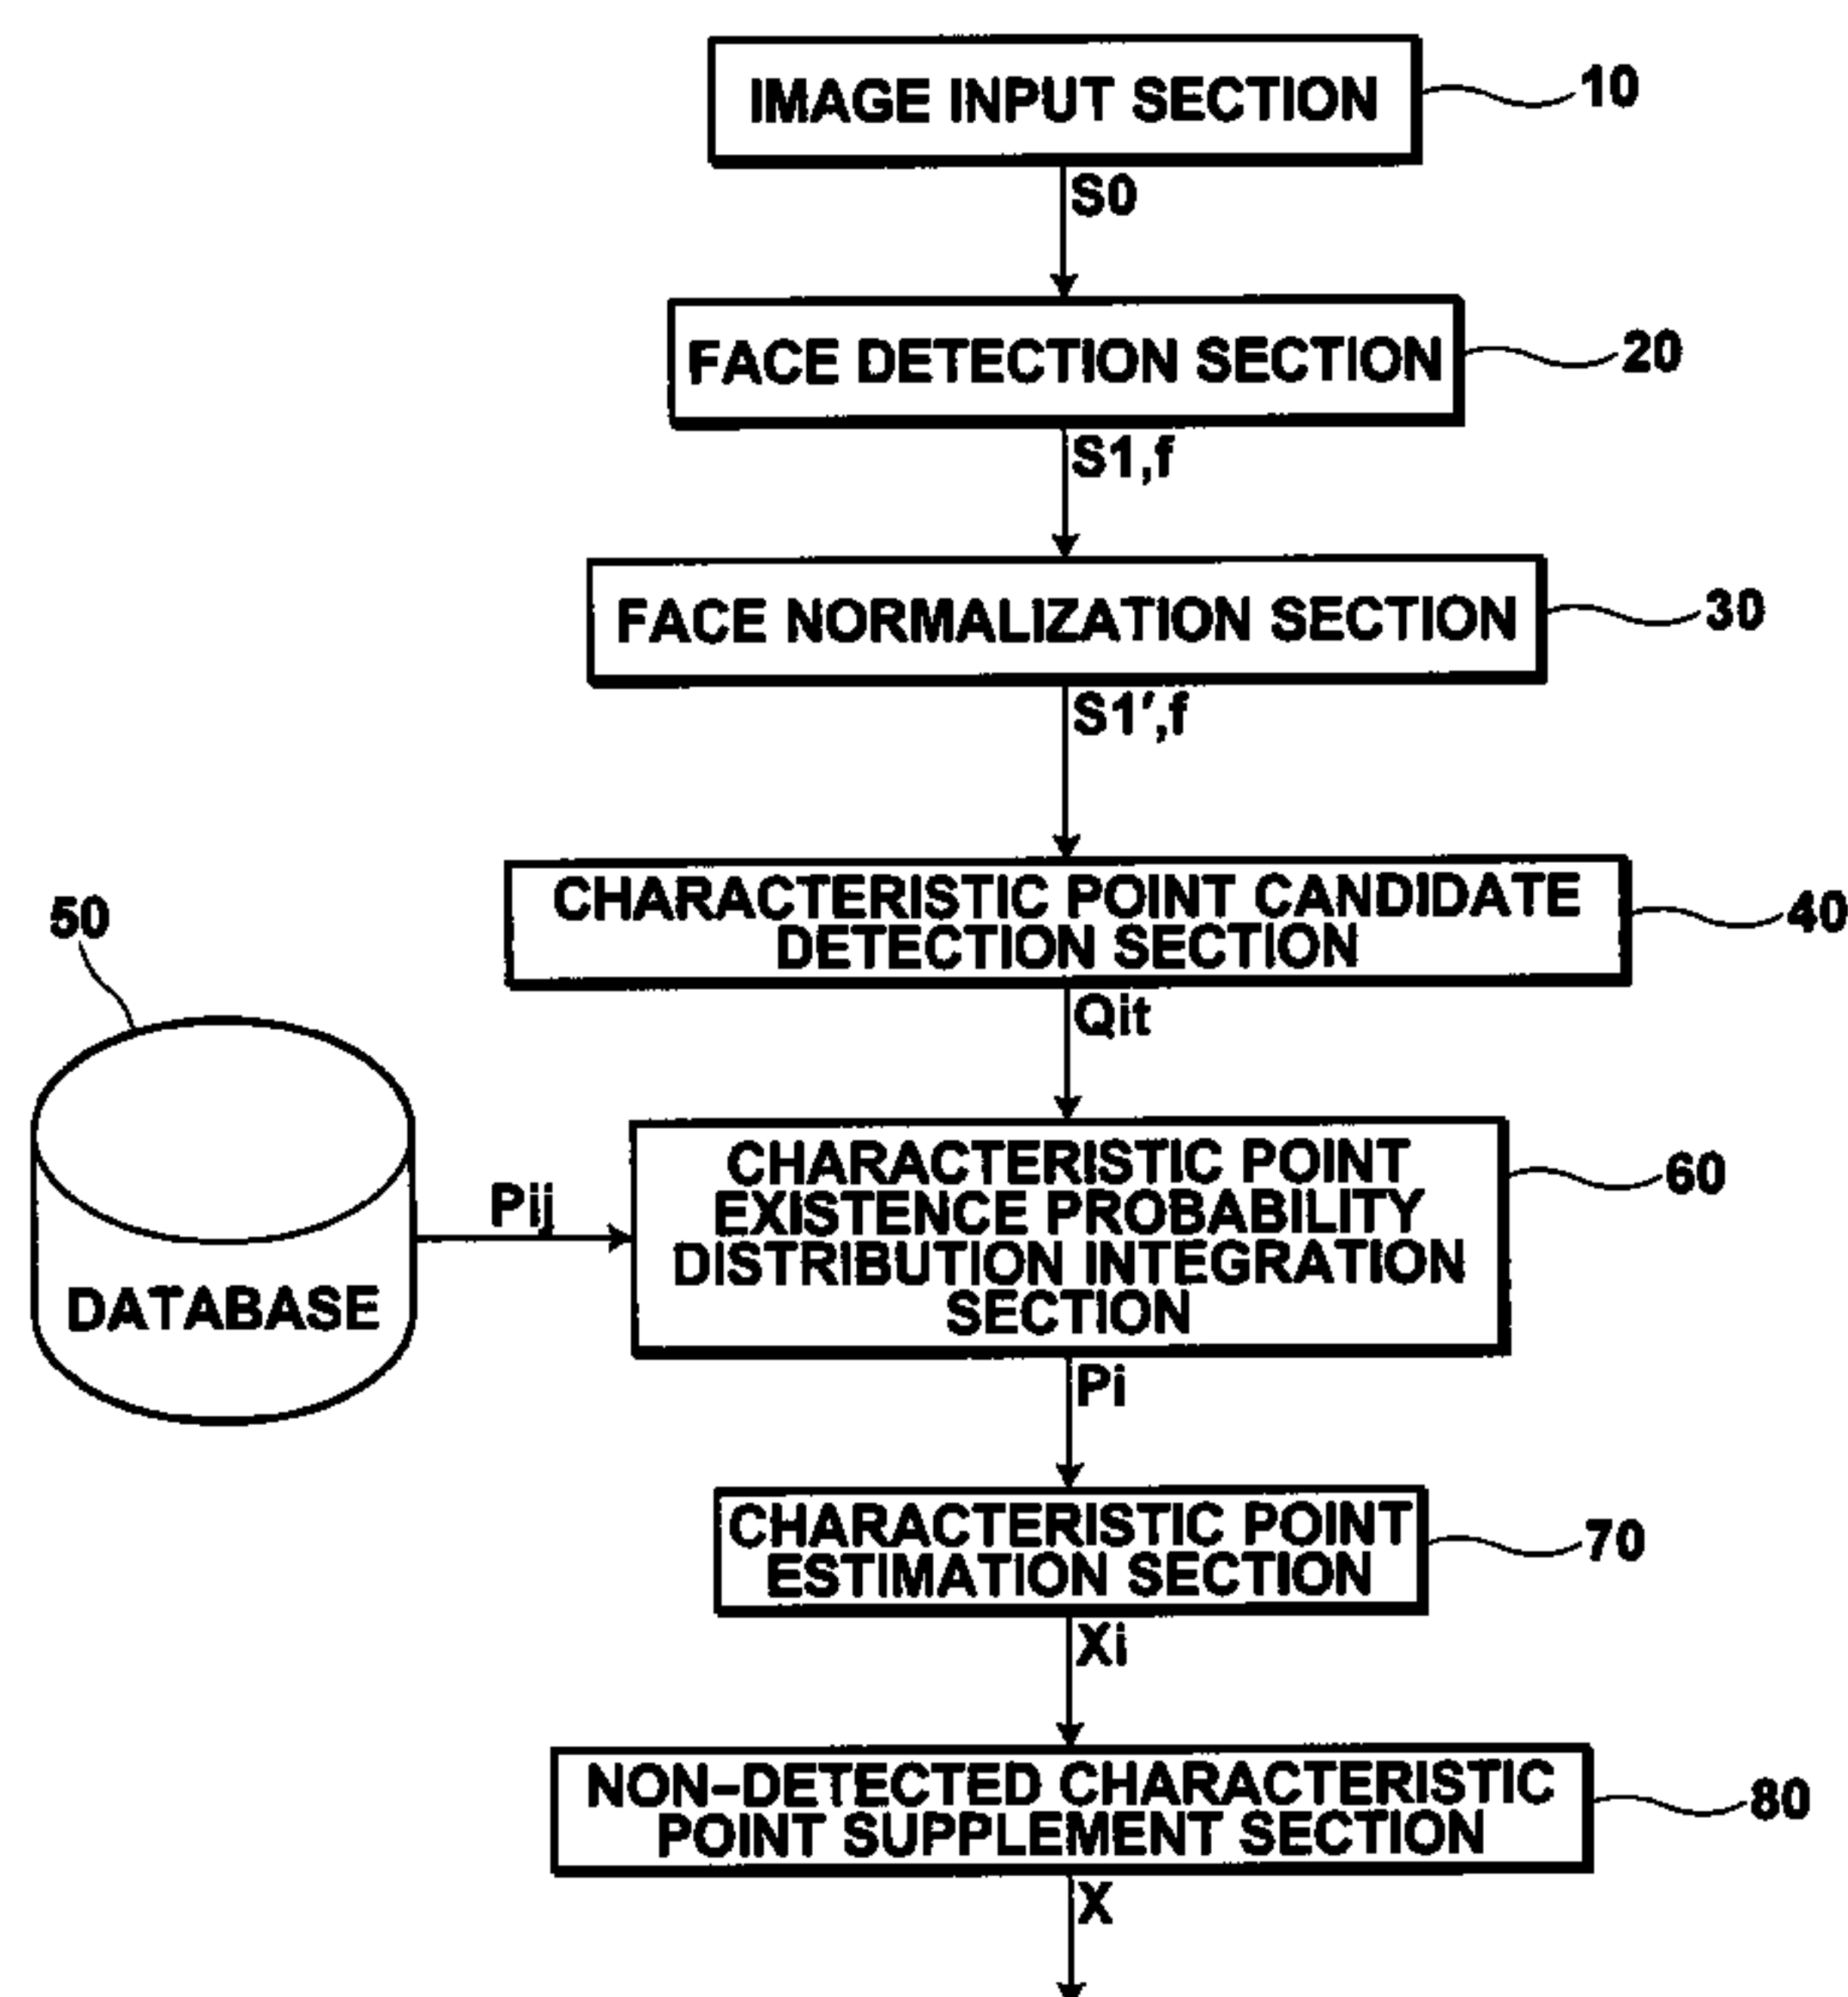 IMAGE INPUT SECTION
10
S0
FACE DETECTION SECTION
20
S1,f
FACE NORMALIZATION SECTION
30
S1′,f
CHARACTERISTIC POINT CANDIDATE
DETECTION SECTION
40
50
Qit
DATABASE
Pij
CHARACTERISTIC POINT
EXISTENCE PROBABILITY
DISTRIBUTION INTEGRATION
SECTION
60
Pi
CHARACTERISTIC POINT
ESTIMATION SECTION
70
Xi
NON-DETECTED CHARACTERISTIC
POINT SUPPLEMENT SECTION
80
X